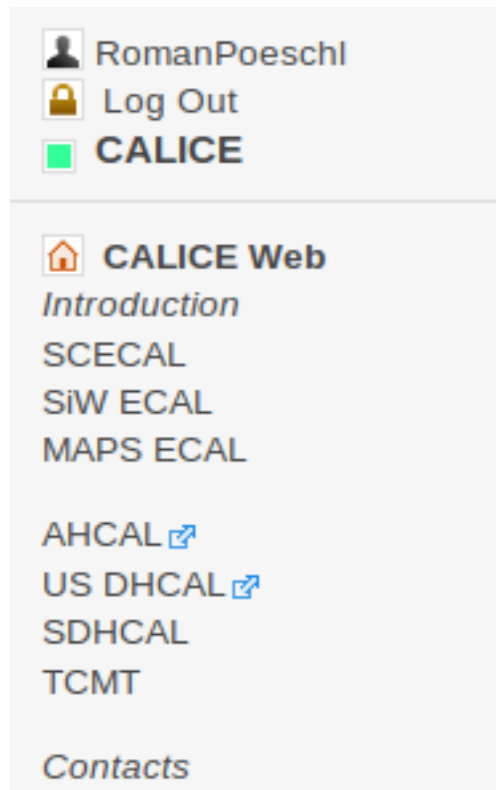 RomanPoeschl
Log Out
CALICE
CALICE Web
Introduction
SCECAL
SiW ECAL
MAPS ECAL
AHCAL
US DHCAL
SDHCAL
TCMT
Contacts